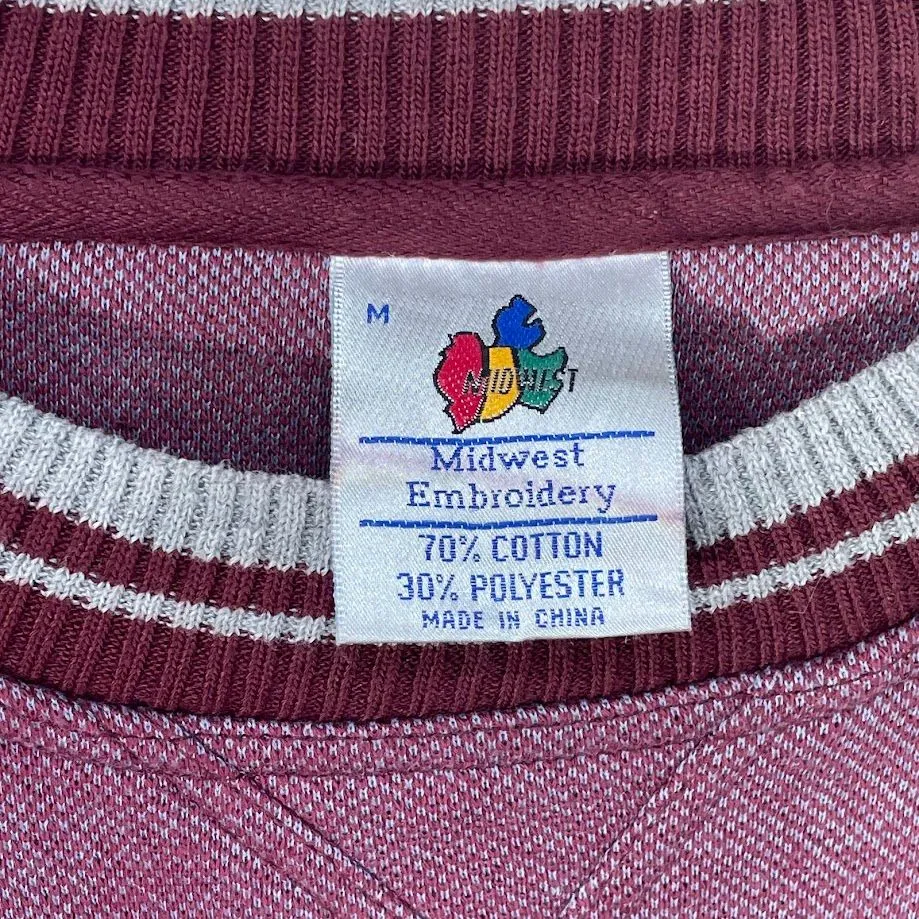 M
MIDWEST
Midwest
Embroidery
70% COTTON
30% POLYESTER
MADE IN CHINA